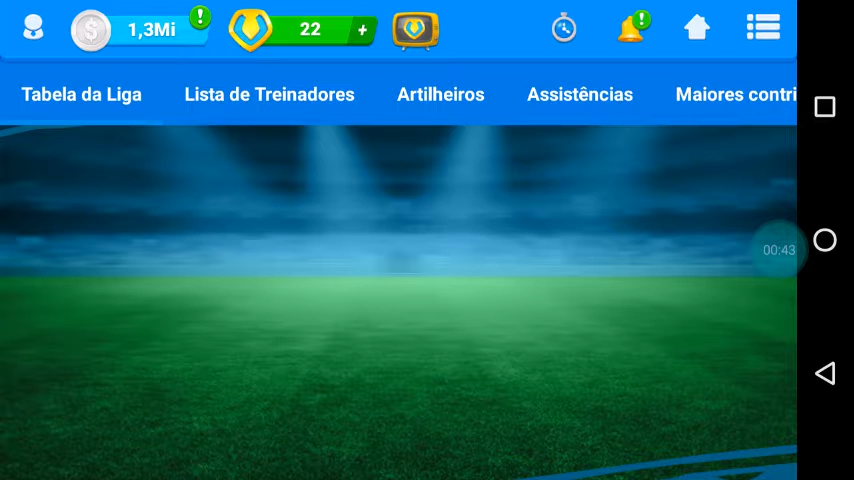 1,3Mi
22
+
Tabela da Liga
Lista de Treinadores
Artilheiros
Assistências
Maiores contri
00:43